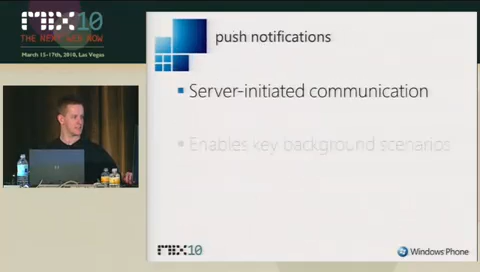 MIX10
THE NEXT WEB NOW
March 15-17th, 2010, Las Vegas
push notifications
Server-initiated communication
Enables key background scenarios
MIX10
Windows Phone